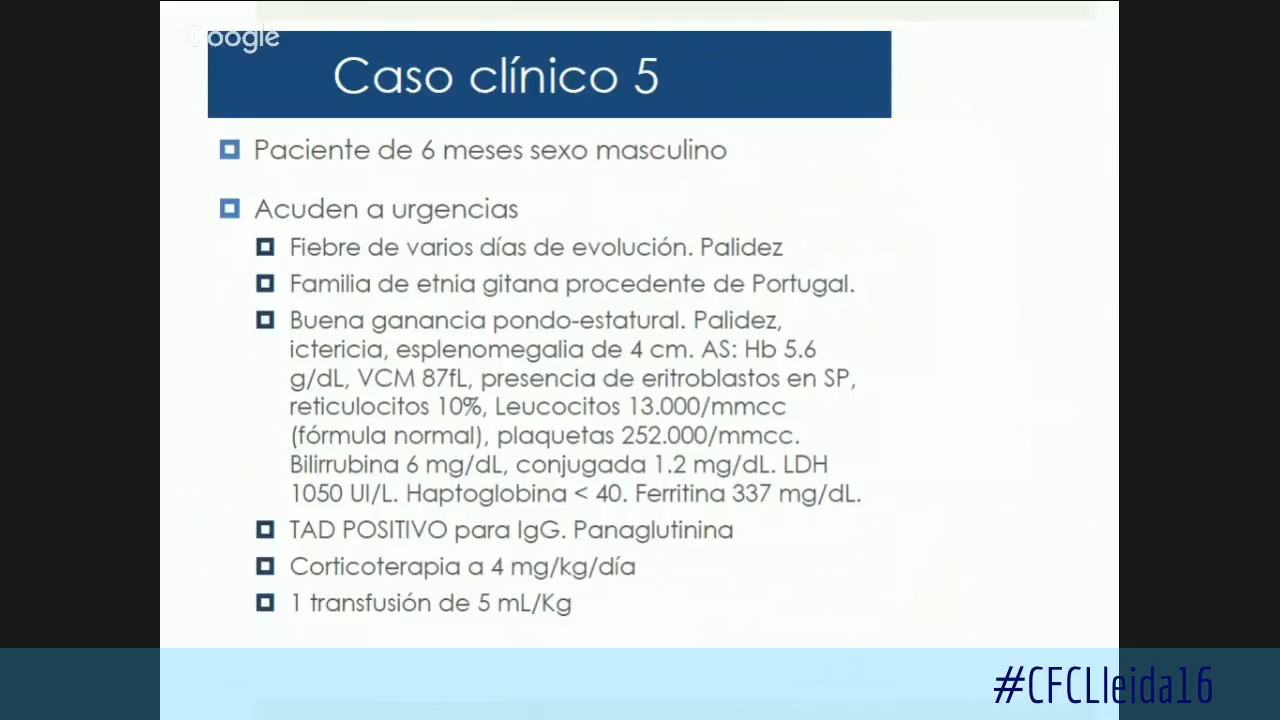 Google
Caso clínico 5
Paciente de 6 meses sexo masculino
Acuden a urgencias
Fiebre de varios días de evolución. Palidez
Familia de etnia gitana procedente de Portugal.
Buena ganancia pondo-estatural. Palidez,
ictericia, esplenomegalia de 4 cm. AS: Hb 5.6
g/dL, VCM 87fL, presencia de eritroblastos en SP,
reticulocitos 10%, Leucocitos 13.000/mmcc
(fórmula normal), plaquetas 252.000/mmcc.
Bilirrubina 6 mg/dL, conjugada 1.2 mg/dL. LDH
1050 UI/L. Haptoglobina < 40. Ferritina 337 mg/dL.
TAD POSITIVO para IgG. Panaglutinina
Corticoterapia a 4 mg/kg/día
1 transfusión de 5 mL/Kg
#CFCLleida16